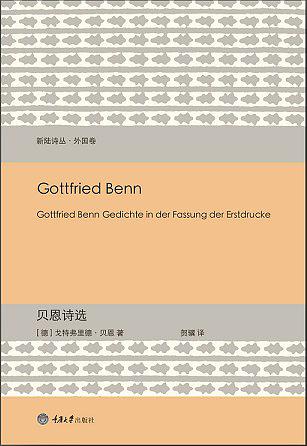 新陆诗丛·外国卷
Gottfried Benn
Gottfried Benn Gedichte in der Fassung der Erstdrucke
贝恩诗选
[德]戈特弗里德·贝恩 著 贺骥 译
重庆大学出版社